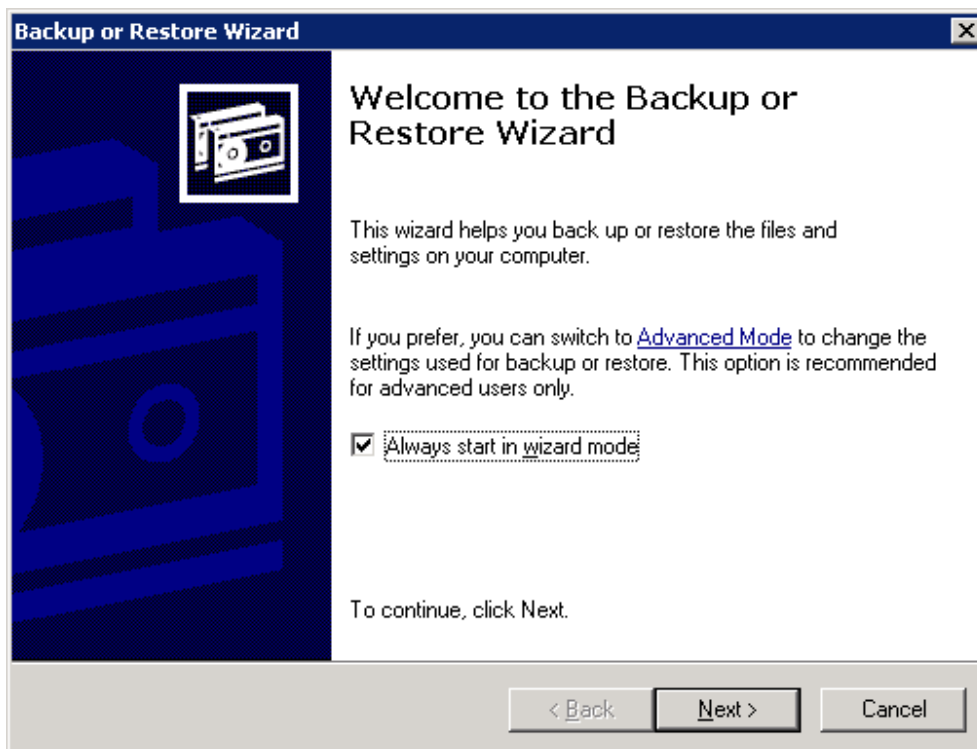 Backup or Restore Wizard
Welcome to the Backup or
Restore Wizard
This wizard helps you back up or restore the files and
settings on your computer.
If you prefer, you can switch to Advanced Mode to change the
settings used for backup or restore. This option is recommended
for advanced users only.
Always start in wizard mode
To continue, click Next.
< Back Next > Cancel